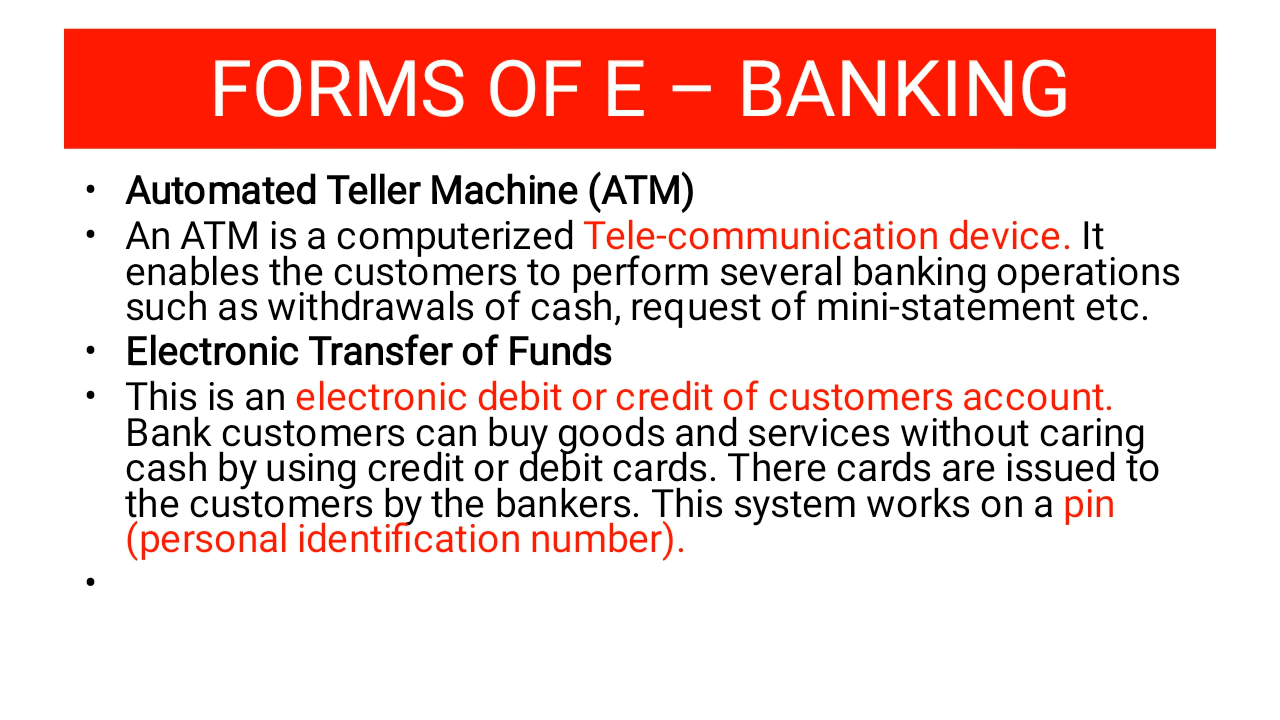 FORMS OF E – BANKING
• Automated Teller Machine (ATM)
• An ATM is a computerized Tele-communication device. It
enables the customers to perform several banking operations
such as withdrawals of cash, request of mini-statement etc.
• Electronic Transfer of Funds
• This is an electronic debit or credit of customers account.
Bank customers can buy goods and services without caring
cash by using credit or debit cards. There cards are issued to
the customers by the bankers. This system works on a pin
(personal identification number).
•